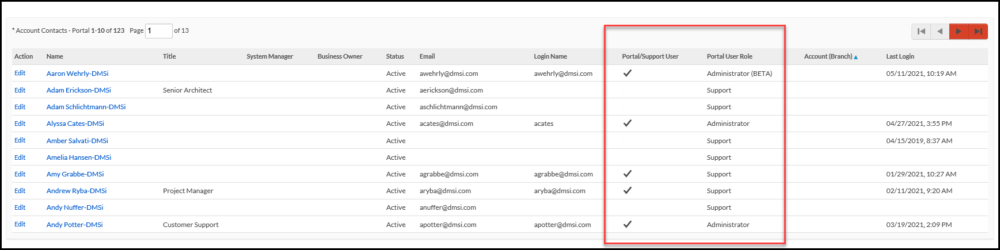 * Account Contacts - Portal 1-10 of 123 Page 1 of 13
Action Name Title System Manager Business Owner Status Email Login Name Portal/Support User Portal User Role Account (Branch) Last Login
Edit Aaron Wehrly-DMSi Active awehrly@dmsi.com awehrly@dmsi.com Administrator (BETA) 05/11/2021, 10:19 AM
Edit Adam Erickson-DMSi Senior Architect Active aerickson@dmsi.com Support
Edit Adam Schlichtmann-DMSi Active aschlichtmann@dmsi.com Support
Edit Alyssa Cates-DMSi Active acates@dmsi.com acates Administrator 04/27/2021, 3:55 PM
Edit Amber Salvati-DMSi Active Support 04/15/2019, 8:37 AM
Edit Amelia Hansen-DMSi Active Support
Edit Amy Grabbe-DMSi Active agrabbe@dmsi.com agrabbe@dmsi.com Support 01/29/2021, 10:27 AM
Edit Andrew Ryba-DMSi Project Manager Active aryba@dmsi.com aryba@dmsi.com Support 02/11/2021, 9:20 AM
Edit Andy Nuffer-DMSi Active anuffer@dmsi.com Support
Edit Andy Potter-DMSi Customer Support Active apotter@dmsi.com apotter@dmsi.com Administrator 03/19/2021, 2:09 PM